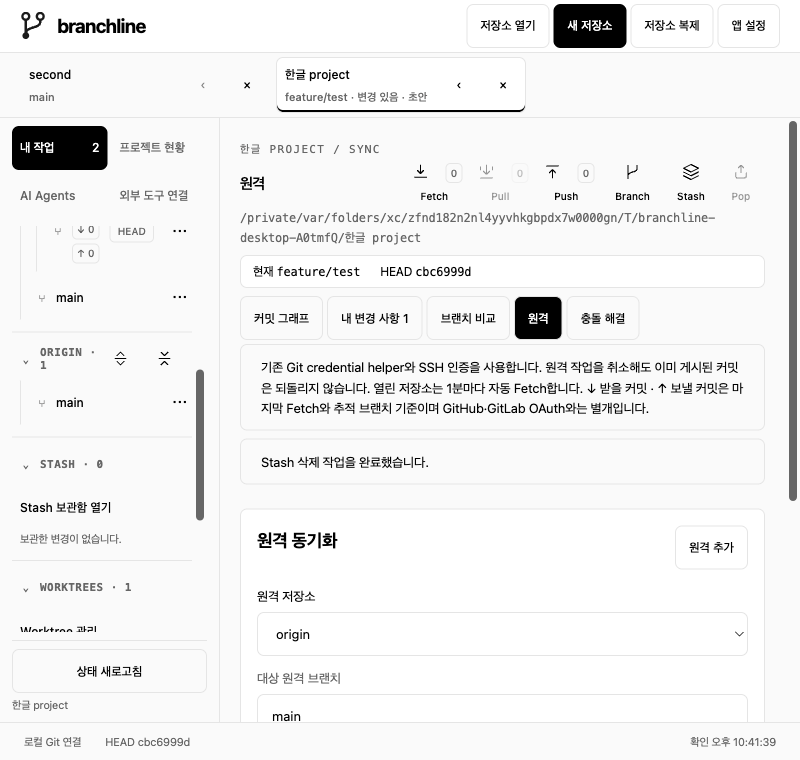 branchline
저장소 열기
새 저장소
저장소 복제
앱 설정
second
main
한글 project
feature/test · 변경 있음 · 초안
내 작업 2
프로젝트 현황
AI Agents
외부 도구 연결
↓ 0
HEAD
↑ 0
main
ORIGIN · 1
main
STASH · 0
Stash 보관함 열기
보관한 변경이 없습니다.
WORKTREES · 1
Worktree 관리
상태 새로고침
한글 project
한글 PROJECT / SYNC
원격
0
0
0
Fetch
Pull
Push
Branch
Stash
Pop
/private/var/folders/xc/zfnd182n2nl4yyvhkgbpdx7w0000gn/T/branchline-
desktop-A0tmfQ/한글 project
현재 feature/test HEAD cbc6999d
커밋 그래프
내 변경 사항 1
브랜치 비교
원격
충돌 해결
기존 Git credential helper와 SSH 인증을 사용합니다. 원격 작업을 취소해도 이미 게시된 커밋
은 되돌리지 않습니다. 열린 저장소는 1분마다 자동 Fetch합니다. ↓ 받을 커밋 · ↑ 보낼 커밋은 마
지막 Fetch와 추적 브랜치 기준이며 GitHub·GitLab OAuth와는 별개입니다.
Stash 삭제 작업을 완료했습니다.
원격 동기화
원격 추가
원격 저장소
origin
대상 원격 브랜치
main
로컬 Git 연결
HEAD cbc6999d
확인 오후 10:41:39